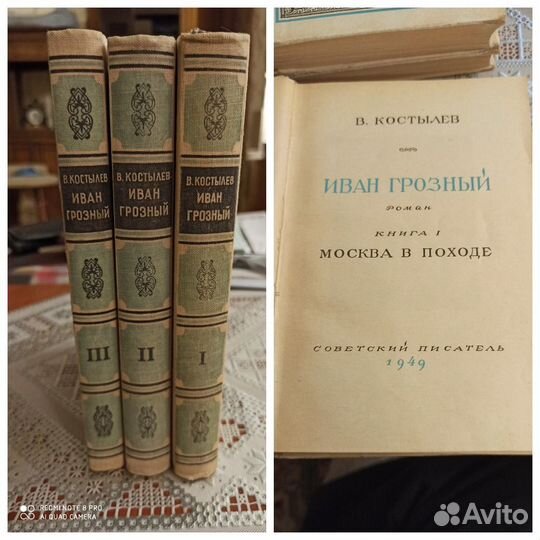 В. КОСТЫЛЕВ
ИВАН
ГРОЗНЫЙ
III
В. КОСТЫЛЕВ
ИВАН
ГРОЗНЫЙ
II
В. КОСТЫЛЕВ
ИВАН
ГРОЗНЫЙ
I
REDMI NOTE 8 PRO
AI QUAD CAMERA
В. КОСТЫЛЕВ
ИВАН ГРОЗНЫЙ
РОМАН
КНИГА I
МОСКВА В ПОХОДЕ
СОВЕТСКИЙ ПИСАТЕЛЬ
1949
Avito